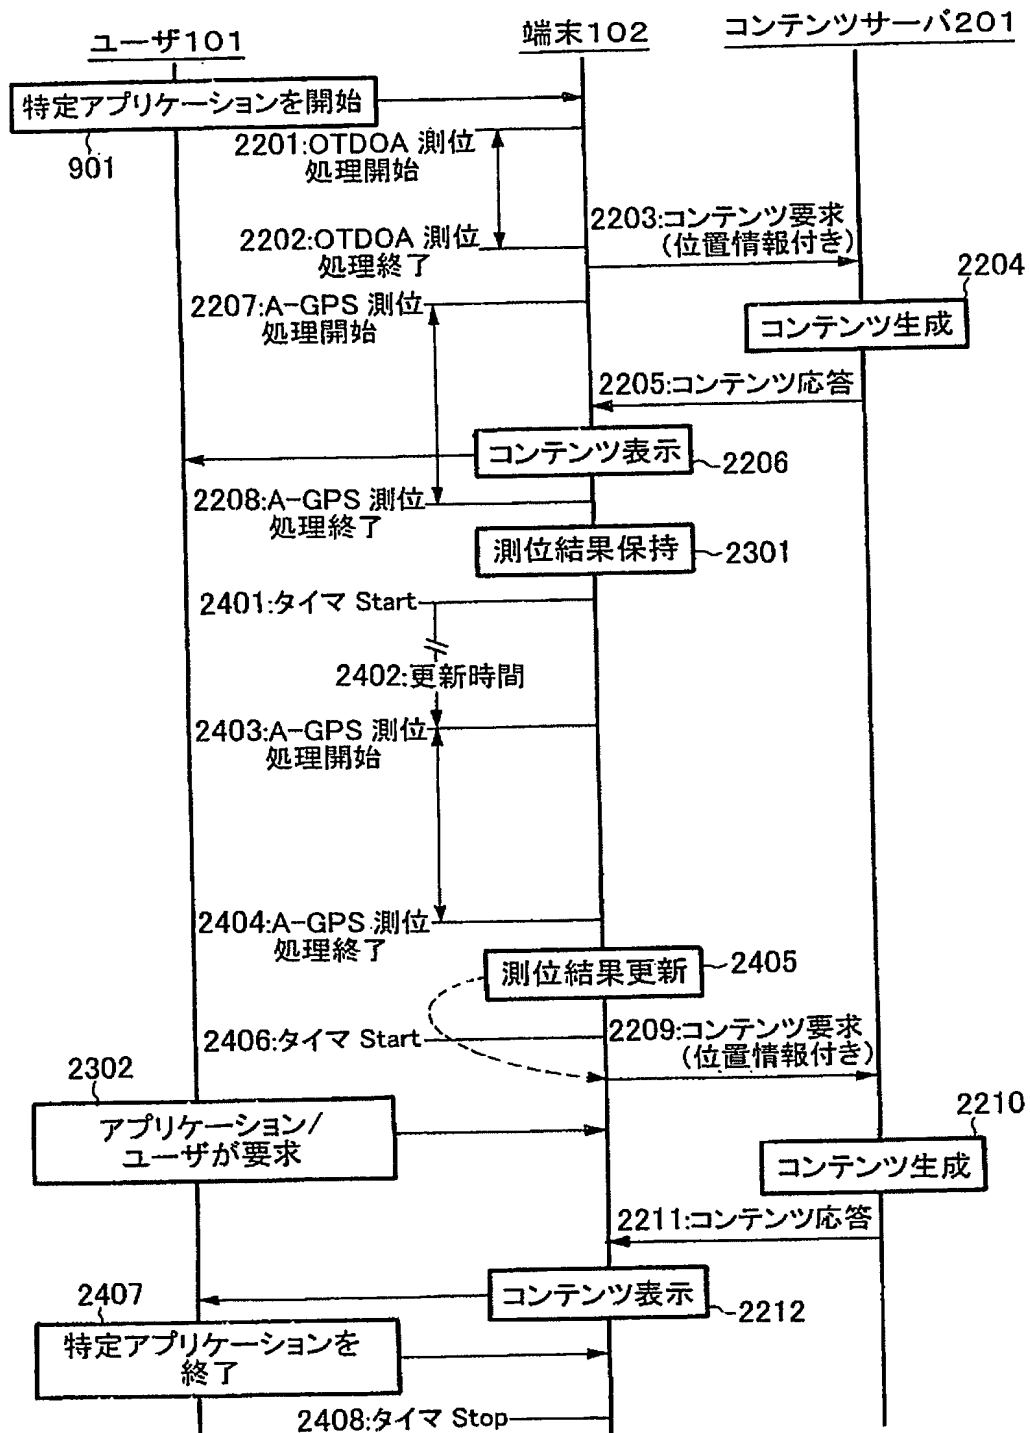 ユーザ101
端末102
コンテンツサーバ201
特定アプリケーションを開始
901
2201:OTDOA 測位
処理開始
2202:OTDOA 測位
処理終了
2203:コンテンツ要求
(位置情報付き)
2204
2207:A-GPS 測位
処理開始
コンテンツ生成
2205:コンテンツ応答
コンテンツ表示
2206
2208:A-GPS 測位
処理終了
測位結果保持
2301
2401:タイマ Start
2402:更新時間
2403:A-GPS 測位
処理開始
2404:A-GPS 測位
処理終了
測位結果更新
2405
2406:タイマ Start
2209:コンテンツ要求
(位置情報付き)
2302
アプリケーション/
ユーザが要求
2210
コンテンツ生成
2211:コンテンツ応答
コンテンツ表示
2212
2407
特定アプリケーションを
終了
2408:タイマ Stop